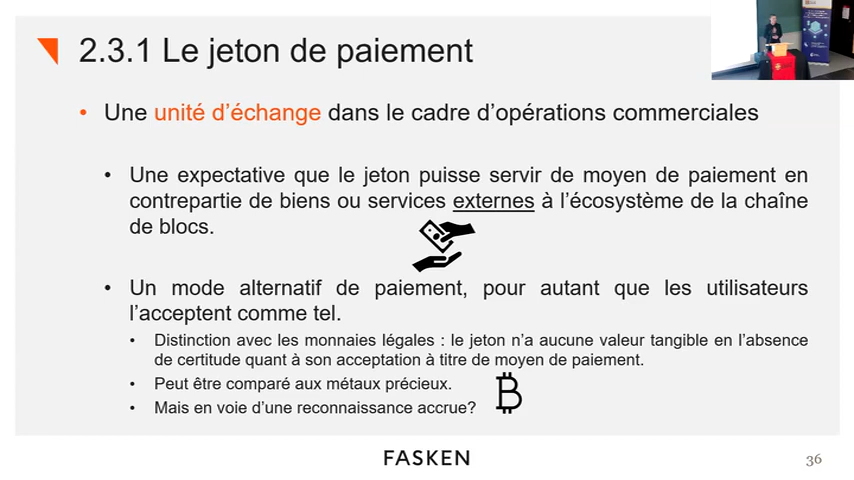 2.3.1 Le jeton de paiement
• Une unité d’échange dans le cadre d’opérations commerciales
• Une expectative que le jeton puisse servir de moyen de paiement en
contrepartie de biens ou services externes à l’écosystème de la chaîne
de blocs.
• Un mode alternatif de paiement, pour autant que les utilisateurs
l’acceptent comme tel.
• Distinction avec les monnaies légales : le jeton n’a aucune valeur tangible en l’absence
de certitude quant à son acceptation à titre de moyen de paiement.
• Peut être comparé aux métaux précieux.
• Mais en voie d’une reconnaissance accrue?
FASKEN
36